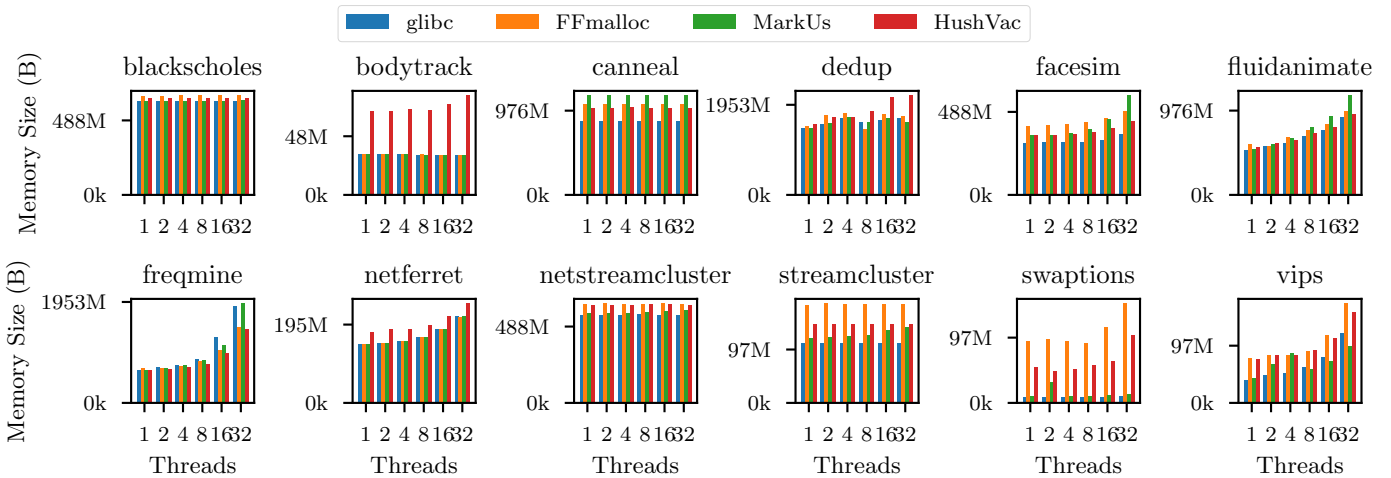 glibc FFmalloc MarkUs HushVac
blackscholes bodytrack canneal dedup facesim fluidanimate
Memory Size (B)
488M 48M 976M 1953M 488M 976M
0k 0k 0k 0k 0k 0k
1 2 4 8 16 32 1 2 4 8 16 32 1 2 4 8 16 32 1 2 4 8 16 32 1 2 4 8 16 32 1 2 4 8 16 32
freqmine netferret netstreamcluster streamcluster swaptions vips
Memory Size (B)
1953M 195M 488M 97M 97M 97M
0k 0k 0k 0k 0k 0k
1 2 4 8 16 32 1 2 4 8 16 32 1 2 4 8 16 32 1 2 4 8 16 32 1 2 4 8 16 32 1 2 4 8 16 32
Threads Threads Threads Threads Threads Threads